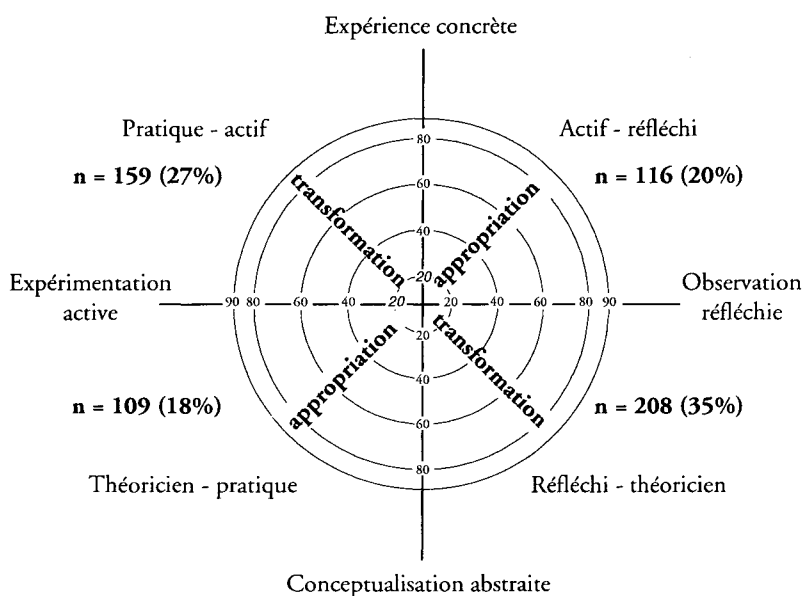 Expérience concrète
Pratique - actif
Actif - réfléchi
n = 159 (27%)
n = 116 (20%)
80
60
40
20
transformation
appropriation
Expérimentation
active
90 80 60 40 20 20 40 60 80 90
Observation
réfléchie
appropriation
transformation
20
40
60
80
n = 109 (18%)
n = 208 (35%)
Théoricien - pratique
Réfléchi - théoricien
Conceptualisation abstraite